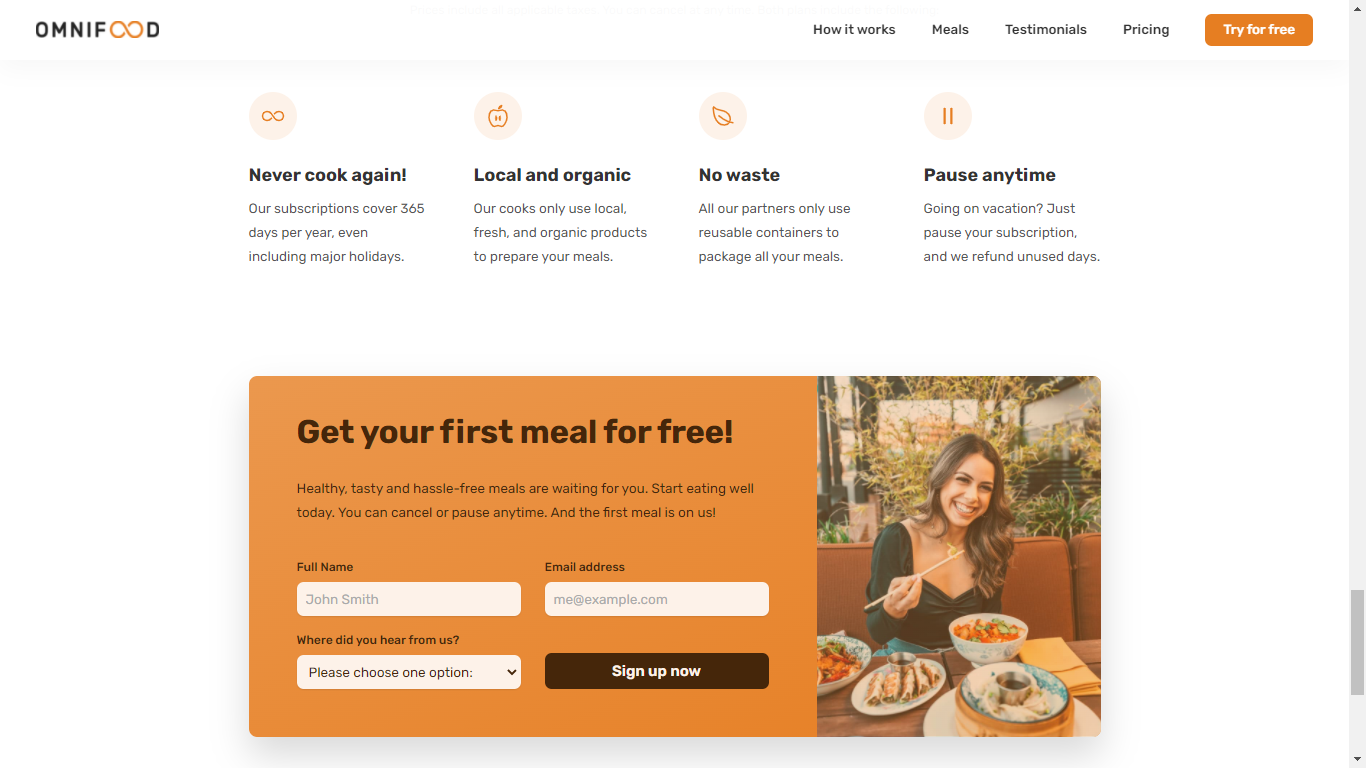 OMNIFOOD
How it works
Meals
Testimonials
Pricing
Try for free
Never cook again!
Our subscriptions cover 365
days per year, even
including major holidays.
Local and organic
Our cooks only use local,
fresh, and organic products
to prepare your meals.
No waste
All our partners only use
reusable containers to
package all your meals.
Pause anytime
Going on vacation? Just
pause your subscription,
and we refund unused days.
Get your first meal for free!
Healthy, tasty and hassle-free meals are waiting for you. Start eating well
today. You can cancel or pause anytime. And the first meal is on us!
Full Name
John Smith
Email address
me@example.com
Where did you hear from us?
Please choose one option:
Sign up now